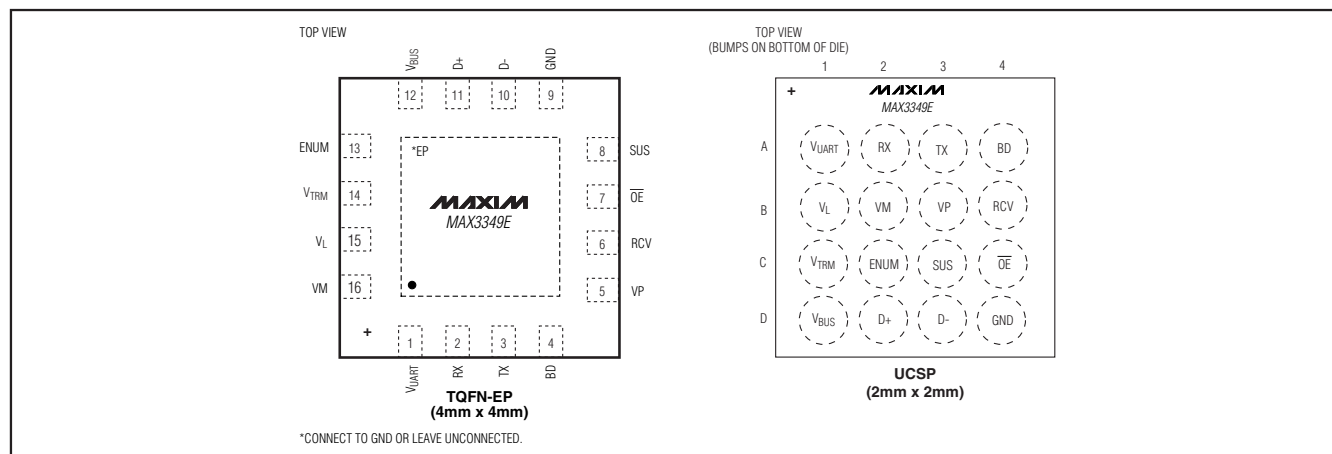 TOP VIEW
VBUS D+ D- GND
12 11 10 9
ENUM 13
VTRM 14
VL 15
VM 16
*EP
MAXIM
MAX3349E
8 SUS
7 O̅E̅
6 RCV
5 VP
+
1 2 3 4
VUART RX TX BD
TQFN-EP
(4mm x 4mm)
*CONNECT TO GND OR LEAVE UNCONNECTED.
TOP VIEW
(BUMPS ON BOTTOM OF DIE)
1 2 3 4
+ MAXIM
MAX3349E
A VUART RX TX BD
B VL VM VP RCV
C VTRM ENUM SUS O̅E̅
D VBUS D+ D- GND
UCSP
(2mm x 2mm)